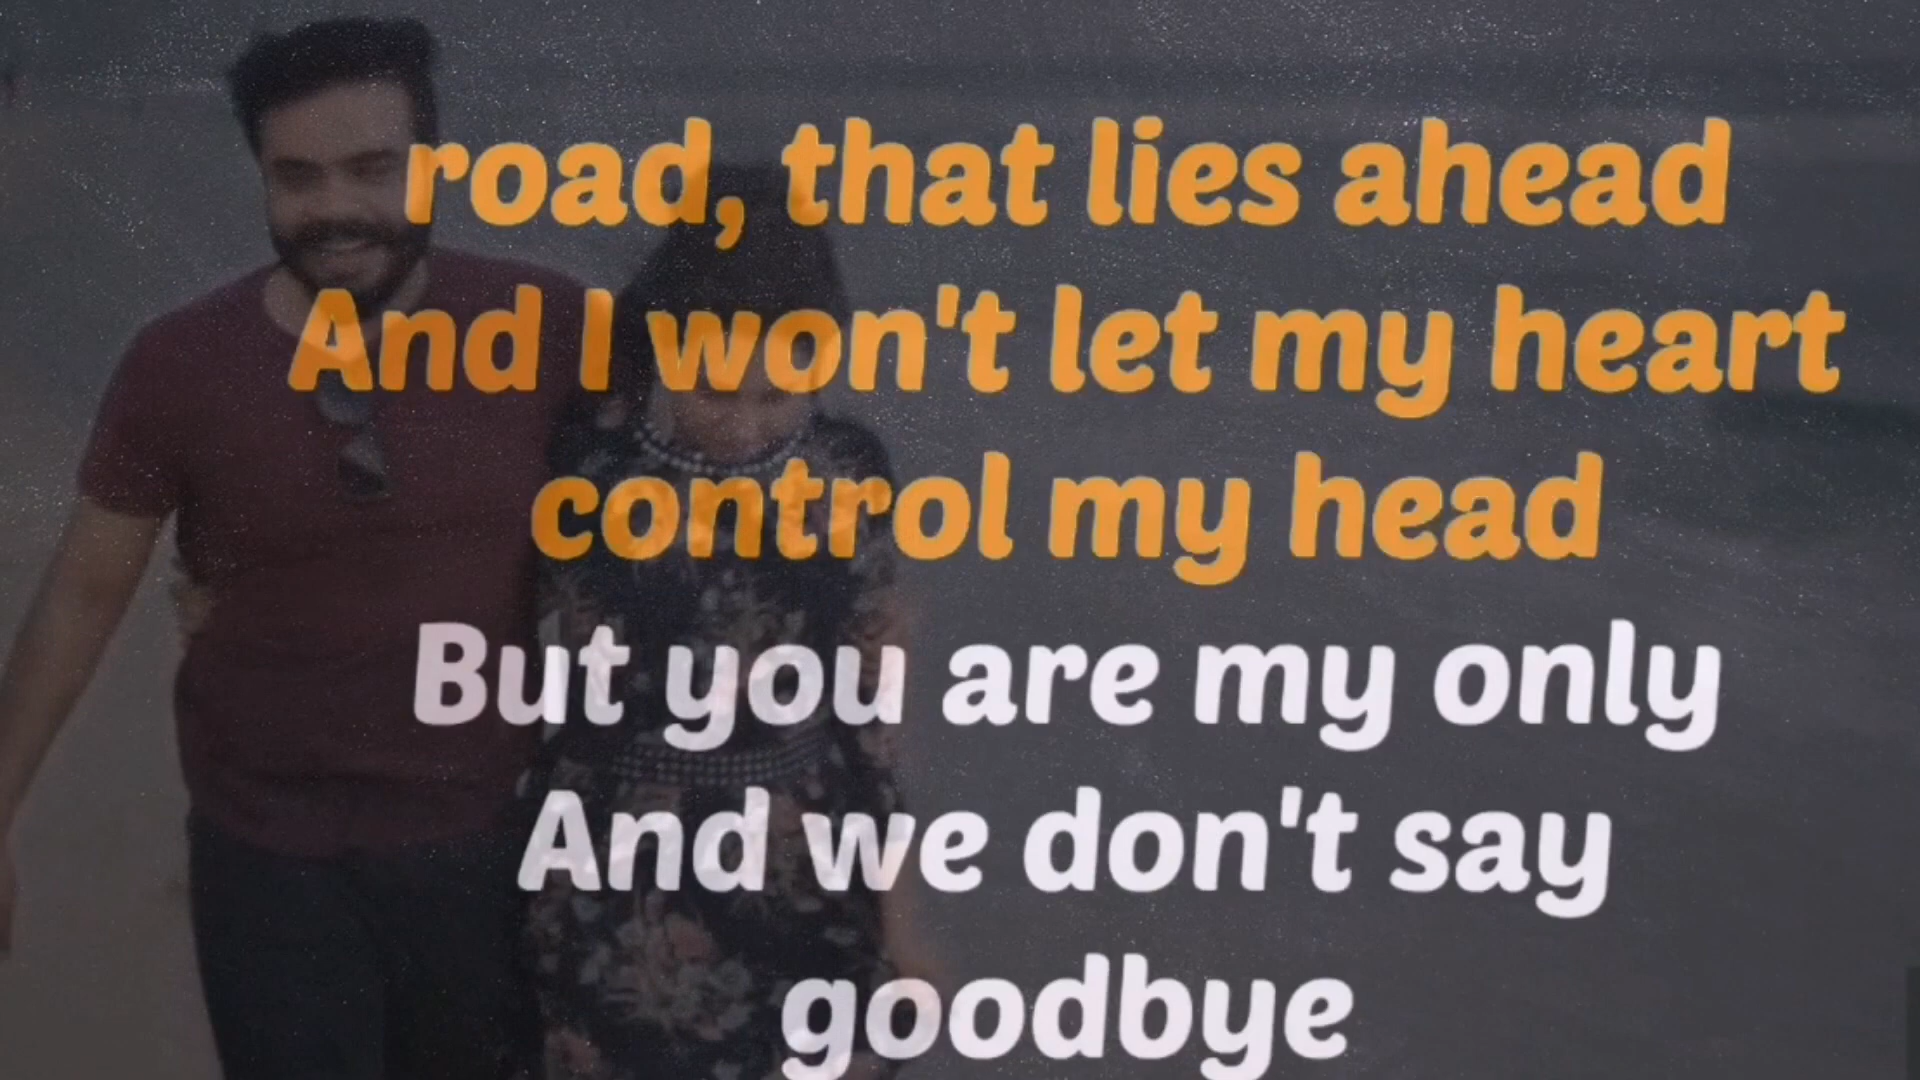 road, that lies ahead
And I won't let my heart
control my head
But you are my only
And we don't say
goodbye